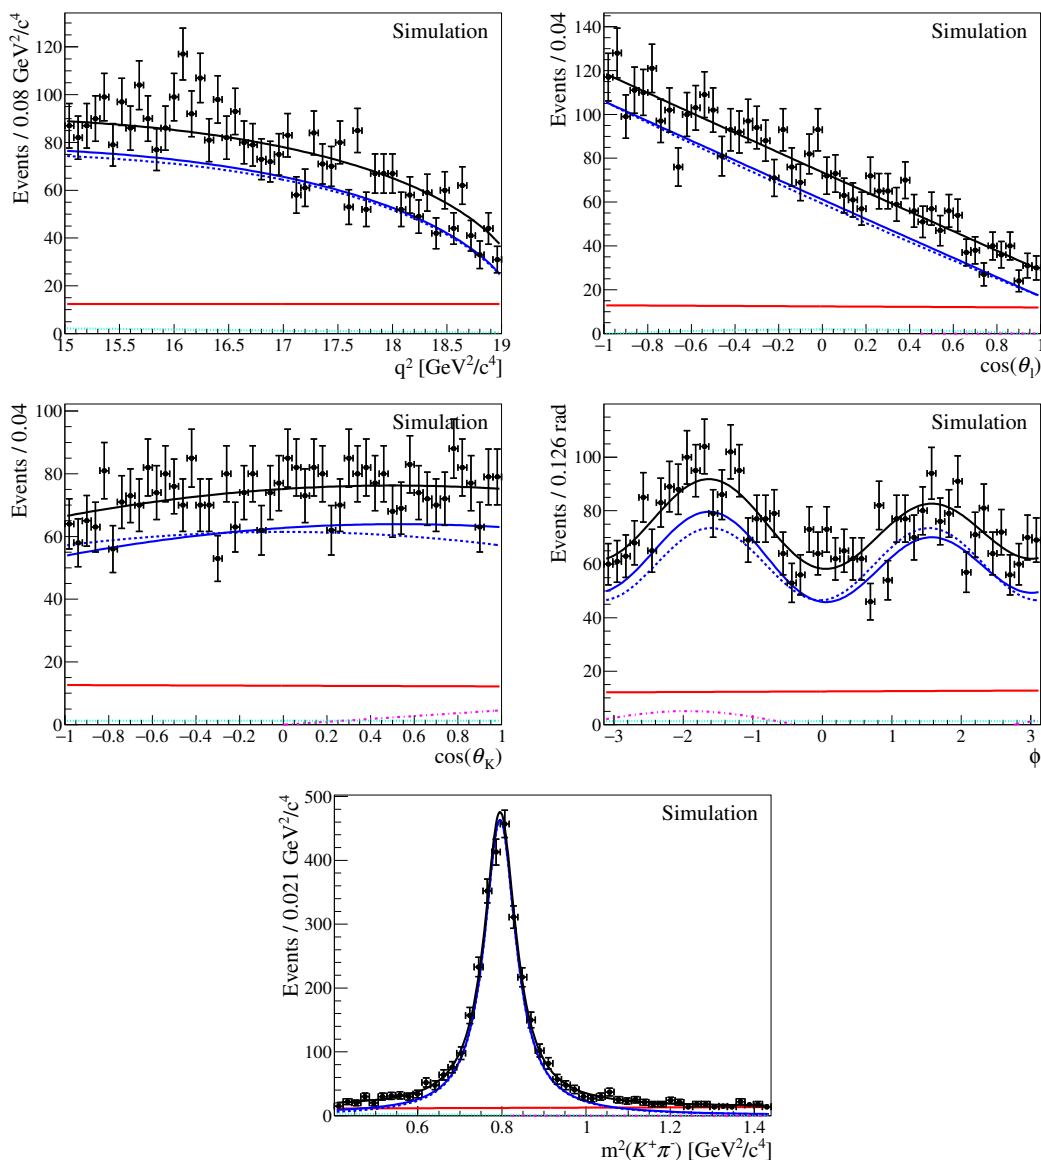 Simulation
Events / 0.08 GeV²/c⁴
120
100
80
60
40
20
0
15 15.5 16 16.5 17 17.5 18 18.5 19
q² [GeV²/c⁴]
Simulation
Events / 0.04
140
120
100
80
60
40
20
0
−1 −0.8 −0.6 −0.4 −0.2 0 0.2 0.4 0.6 0.8 1
cos(θ_l)
Simulation
Events / 0.04
100
80
60
40
20
0
−1 −0.8 −0.6 −0.4 −0.2 0 0.2 0.4 0.6 0.8 1
cos(θ_K)
Simulation
Events / 0.126 rad
100
80
60
40
20
0
−3 −2 −1 0 1 2 3
ϕ
Simulation
Events / 0.021 GeV²/c⁴
500
400
300
200
100
0
0.6 0.8 1 1.2 1.4
m²(K⁺π⁻) [GeV²/c⁴]